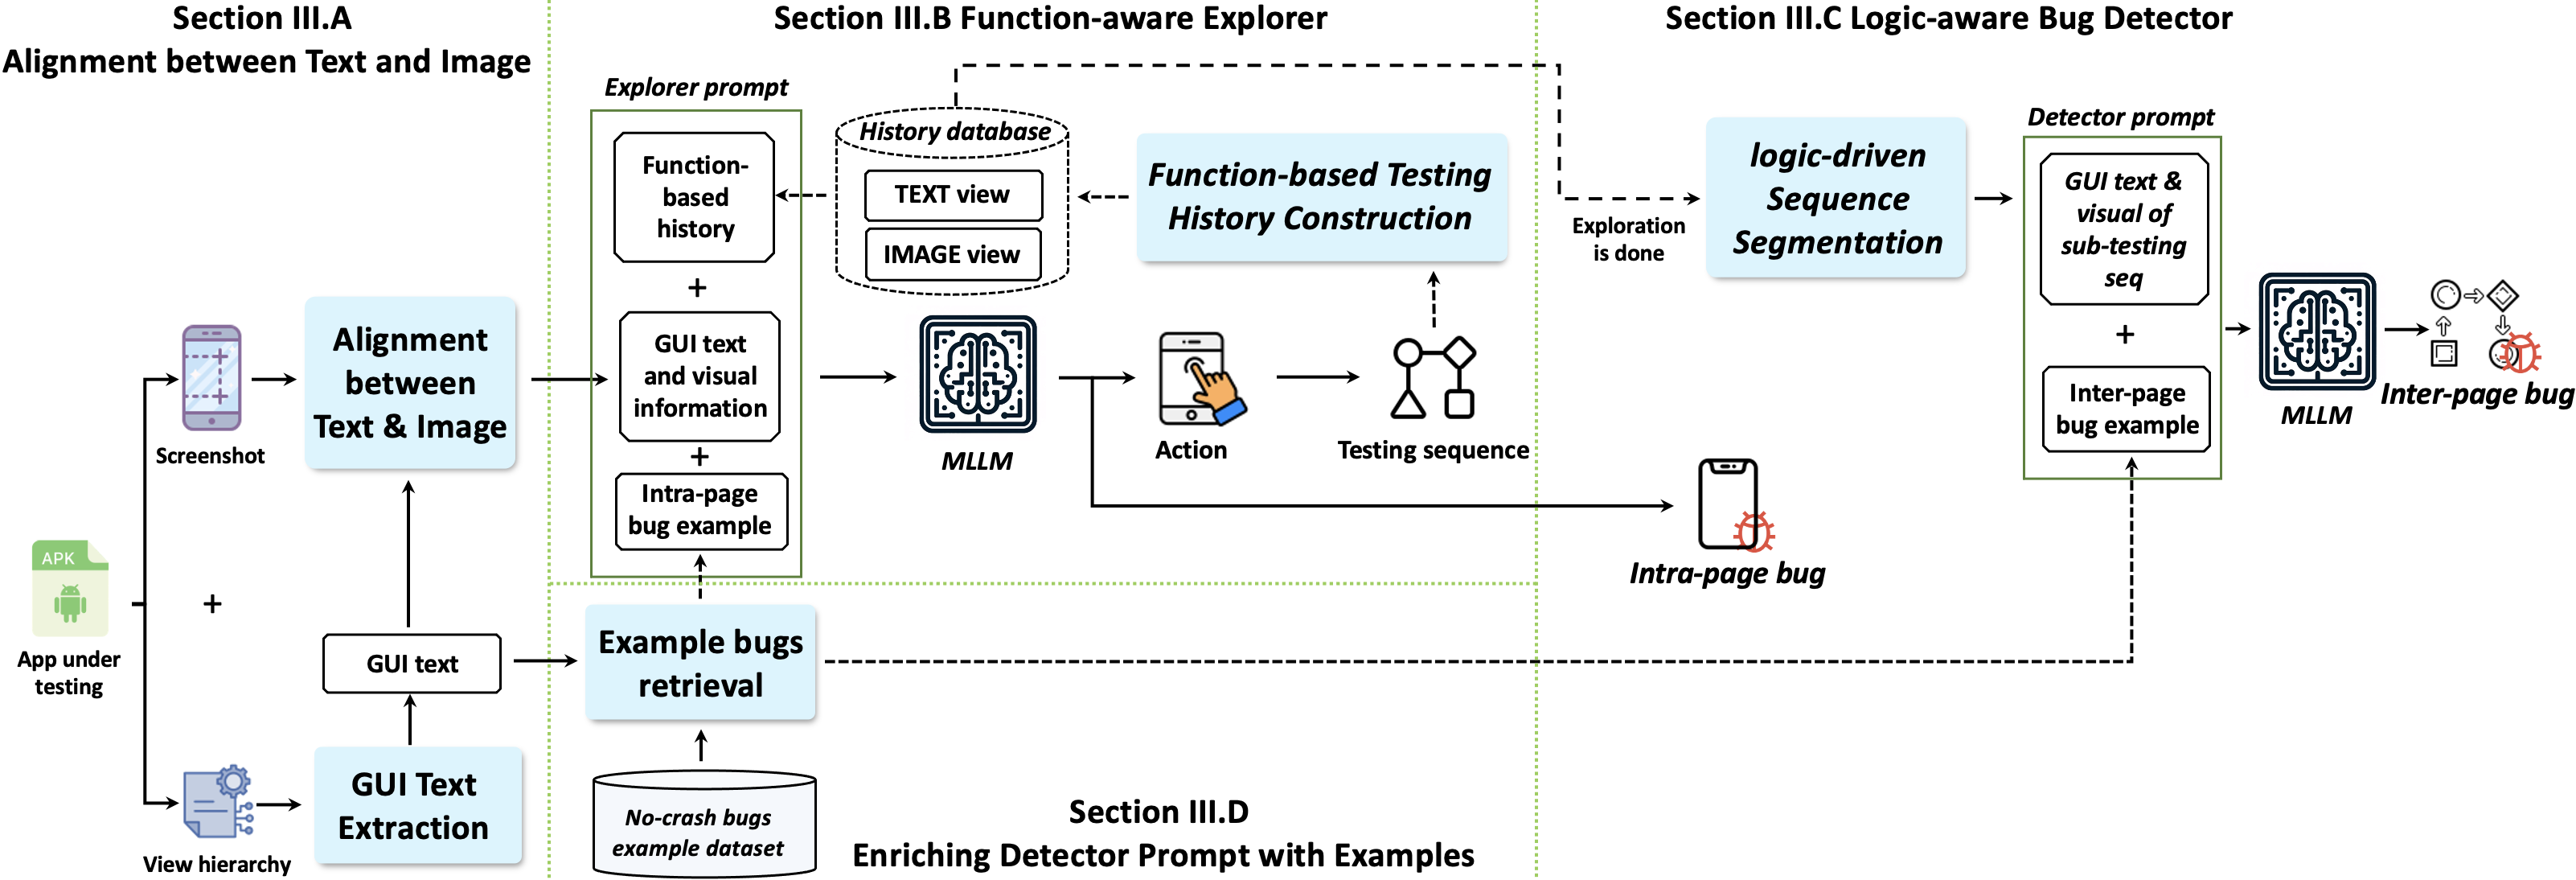 Section III.A
Alignment between Text and Image
Section III.B Function-aware Explorer
Section III.C Logic-aware Bug Detector
Explorer prompt
Function-
based
history
+
GUI text
and visual
information
+
Intra-page
bug example
History database
TEXT view
IMAGE view
Function-based Testing
History Construction
Exploration
is done
logic-driven
Sequence
Segmentation
Detector prompt
GUI text &
visual of
sub-testing
seq
+
Inter-page
bug example
MLLM
Inter-page bug
Screenshot
Alignment
between
Text & Image
MLLM
Action
Testing sequence
Intra-page bug
APK
App under
testing
+
GUI text
View hierarchy
GUI Text
Extraction
Example bugs
retrieval
No-crash bugs
example dataset
Section III.D
Enriching Detector Prompt with Examples